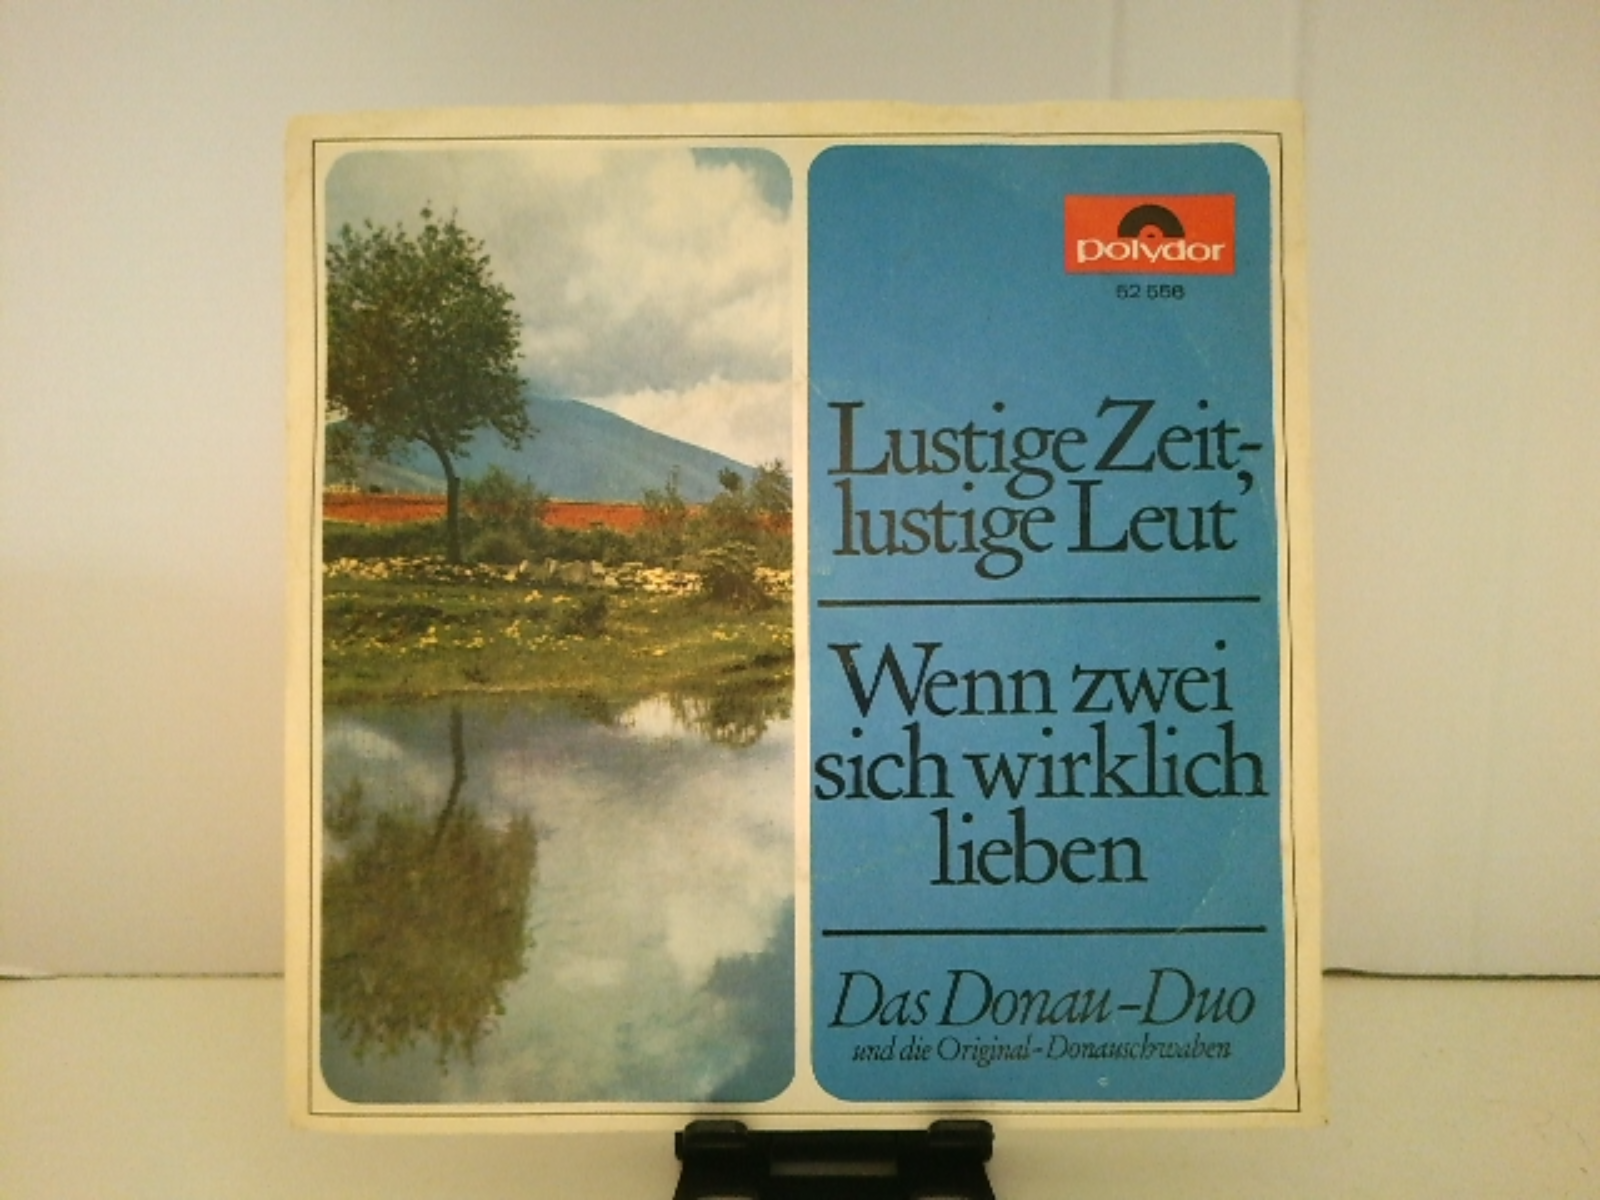 polydor
52 556
Lustige Zeit-
lustige Leut'
Wenn zwei
sich wirklich
lieben
Das Donau-Duo
und die Original-Donauschwaben